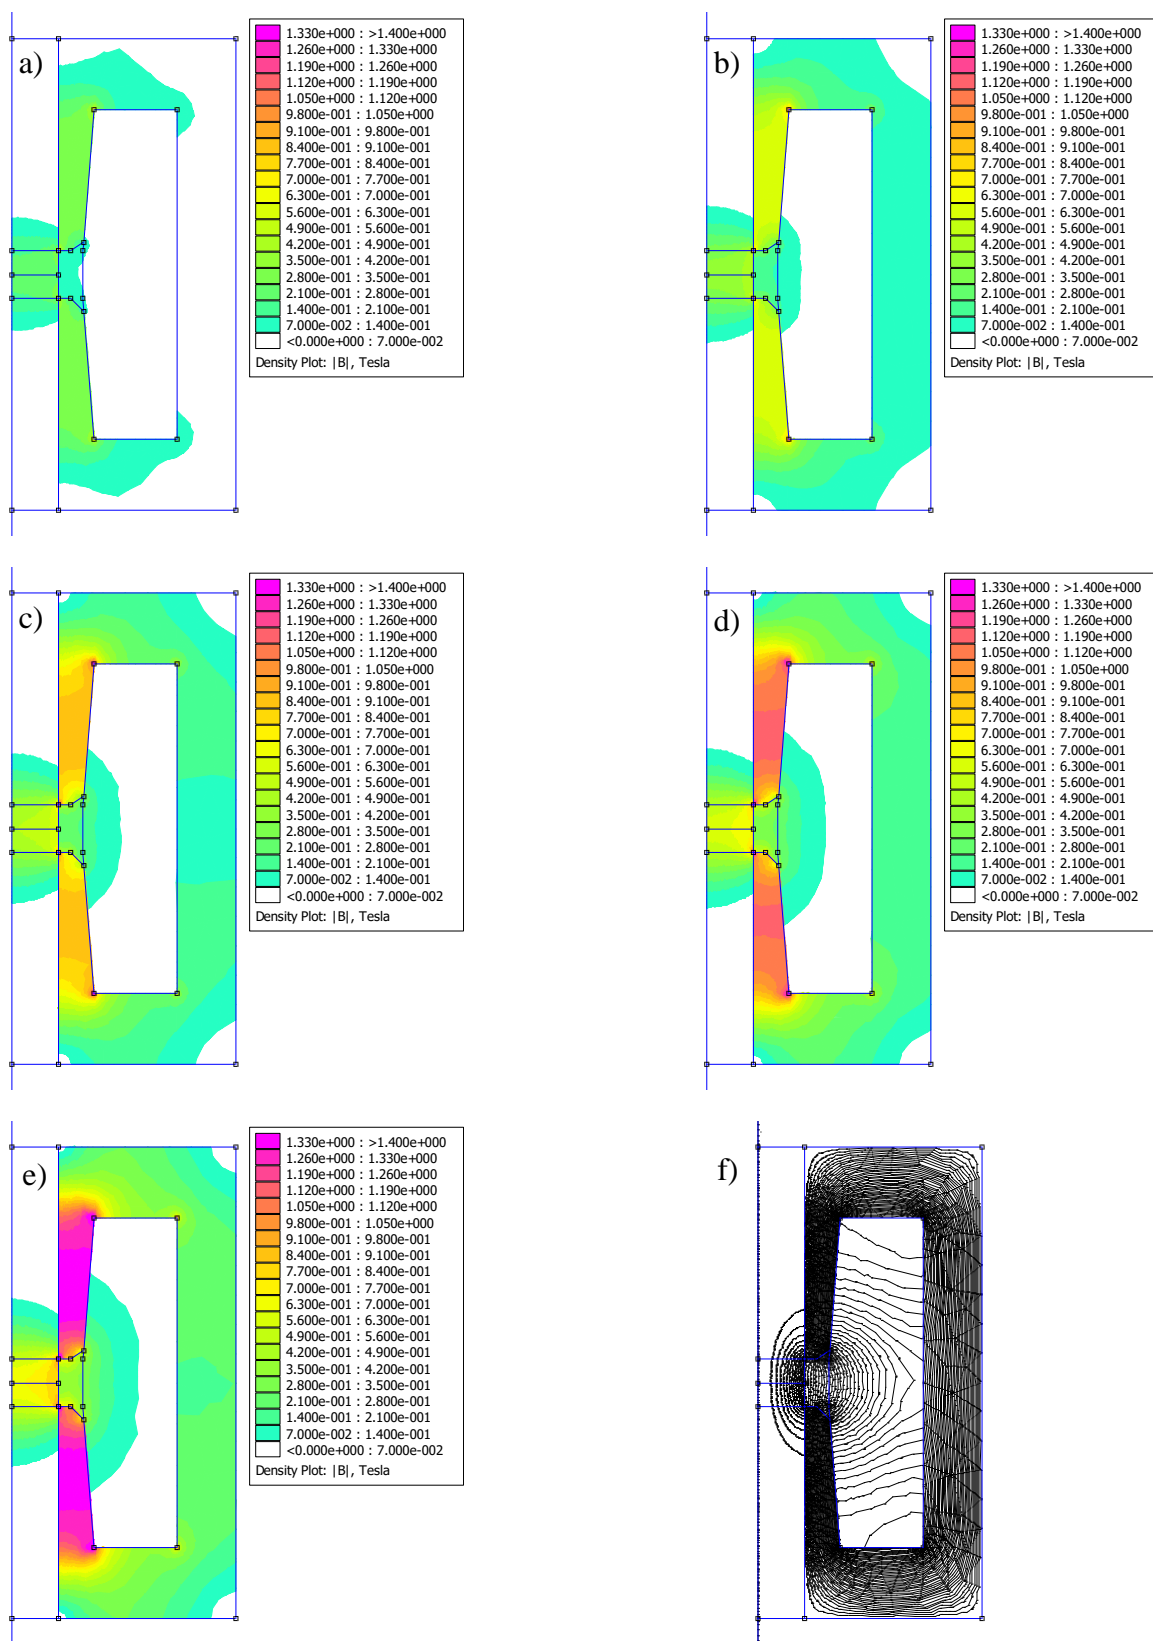 a)
1.330e+000 : >1.400e+000
1.260e+000 : 1.330e+000
1.190e+000 : 1.260e+000
1.120e+000 : 1.190e+000
1.050e+000 : 1.120e+000
9.800e-001 : 1.050e+000
9.100e-001 : 9.800e-001
8.400e-001 : 9.100e-001
7.700e-001 : 8.400e-001
7.000e-001 : 7.700e-001
6.300e-001 : 7.000e-001
5.600e-001 : 6.300e-001
4.900e-001 : 5.600e-001
4.200e-001 : 4.900e-001
3.500e-001 : 4.200e-001
2.800e-001 : 3.500e-001
2.100e-001 : 2.800e-001
1.400e-001 : 2.100e-001
7.000e-002 : 1.400e-001
<0.000e+000 : 7.000e-002
Density Plot: |B|, Tesla
b)
1.330e+000 : >1.400e+000
1.260e+000 : 1.330e+000
1.190e+000 : 1.260e+000
1.120e+000 : 1.190e+000
1.050e+000 : 1.120e+000
9.800e-001 : 1.050e+000
9.100e-001 : 9.800e-001
8.400e-001 : 9.100e-001
7.700e-001 : 8.400e-001
7.000e-001 : 7.700e-001
6.300e-001 : 7.000e-001
5.600e-001 : 6.300e-001
4.900e-001 : 5.600e-001
4.200e-001 : 4.900e-001
3.500e-001 : 4.200e-001
2.800e-001 : 3.500e-001
2.100e-001 : 2.800e-001
1.400e-001 : 2.100e-001
7.000e-002 : 1.400e-001
<0.000e+000 : 7.000e-002
Density Plot: |B|, Tesla
c)
1.330e+000 : >1.400e+000
1.260e+000 : 1.330e+000
1.190e+000 : 1.260e+000
1.120e+000 : 1.190e+000
1.050e+000 : 1.120e+000
9.800e-001 : 1.050e+000
9.100e-001 : 9.800e-001
8.400e-001 : 9.100e-001
7.700e-001 : 8.400e-001
7.000e-001 : 7.700e-001
6.300e-001 : 7.000e-001
5.600e-001 : 6.300e-001
4.900e-001 : 5.600e-001
4.200e-001 : 4.900e-001
3.500e-001 : 4.200e-001
2.800e-001 : 3.500e-001
2.100e-001 : 2.800e-001
1.400e-001 : 2.100e-001
7.000e-002 : 1.400e-001
<0.000e+000 : 7.000e-002
Density Plot: |B|, Tesla
d)
1.330e+000 : >1.400e+000
1.260e+000 : 1.330e+000
1.190e+000 : 1.260e+000
1.120e+000 : 1.190e+000
1.050e+000 : 1.120e+000
9.800e-001 : 1.050e+000
9.100e-001 : 9.800e-001
8.400e-001 : 9.100e-001
7.700e-001 : 8.400e-001
7.000e-001 : 7.700e-001
6.300e-001 : 7.000e-001
5.600e-001 : 6.300e-001
4.900e-001 : 5.600e-001
4.200e-001 : 4.900e-001
3.500e-001 : 4.200e-001
2.800e-001 : 3.500e-001
2.100e-001 : 2.800e-001
1.400e-001 : 2.100e-001
7.000e-002 : 1.400e-001
<0.000e+000 : 7.000e-002
Density Plot: |B|, Tesla
e)
1.330e+000 : >1.400e+000
1.260e+000 : 1.330e+000
1.190e+000 : 1.260e+000
1.120e+000 : 1.190e+000
1.050e+000 : 1.120e+000
9.800e-001 : 1.050e+000
9.100e-001 : 9.800e-001
8.400e-001 : 9.100e-001
7.700e-001 : 8.400e-001
7.000e-001 : 7.700e-001
6.300e-001 : 7.000e-001
5.600e-001 : 6.300e-001
4.900e-001 : 5.600e-001
4.200e-001 : 4.900e-001
3.500e-001 : 4.200e-001
2.800e-001 : 3.500e-001
2.100e-001 : 2.800e-001
1.400e-001 : 2.100e-001
7.000e-002 : 1.400e-001
<0.000e+000 : 7.000e-002
Density Plot: |B|, Tesla
f)